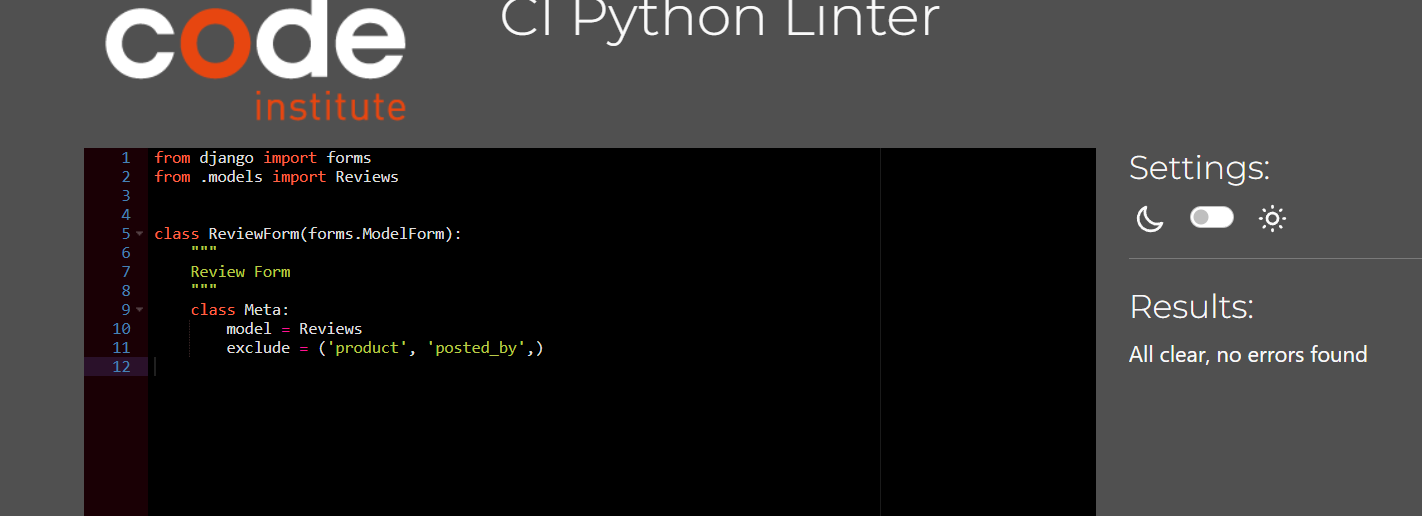 code
institute
CI Python Linter
1 from django import forms
2 from .models import Reviews
3
4
5 class ReviewForm(forms.ModelForm):
6     """
7     Review Form
8     """
9     class Meta:
10         model = Reviews
11         exclude = ('product', 'posted_by',)
12
Settings:
Results:
All clear, no errors found